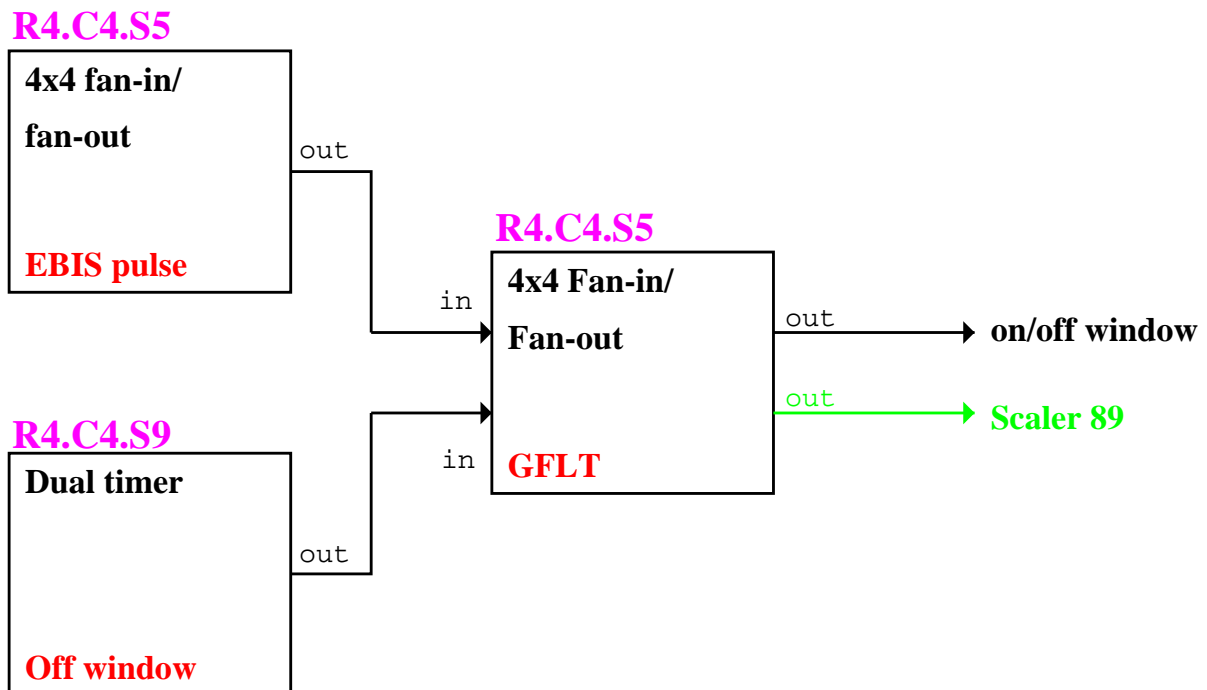 R4.C4.S5
4x4 fan-in/
fan-out
out
EBIS pulse
R4.C4.S5
4x4 Fan-in/
Fan-out
in
in
GFLT
out
on/off window
out
Scaler 89
R4.C4.S9
Dual timer
out
Off window